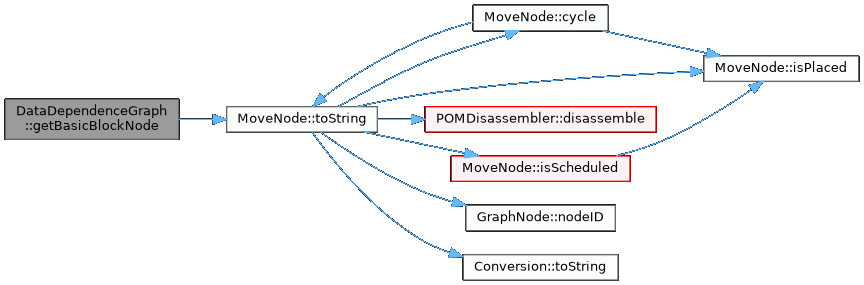 MoveNode::cycle
MoveNode::isPlaced
DataDependenceGraph
::getBasicBlockNode
MoveNode::toString
POMDisassembler::disassemble
MoveNode::isScheduled
GraphNode::nodeID
Conversion::toString